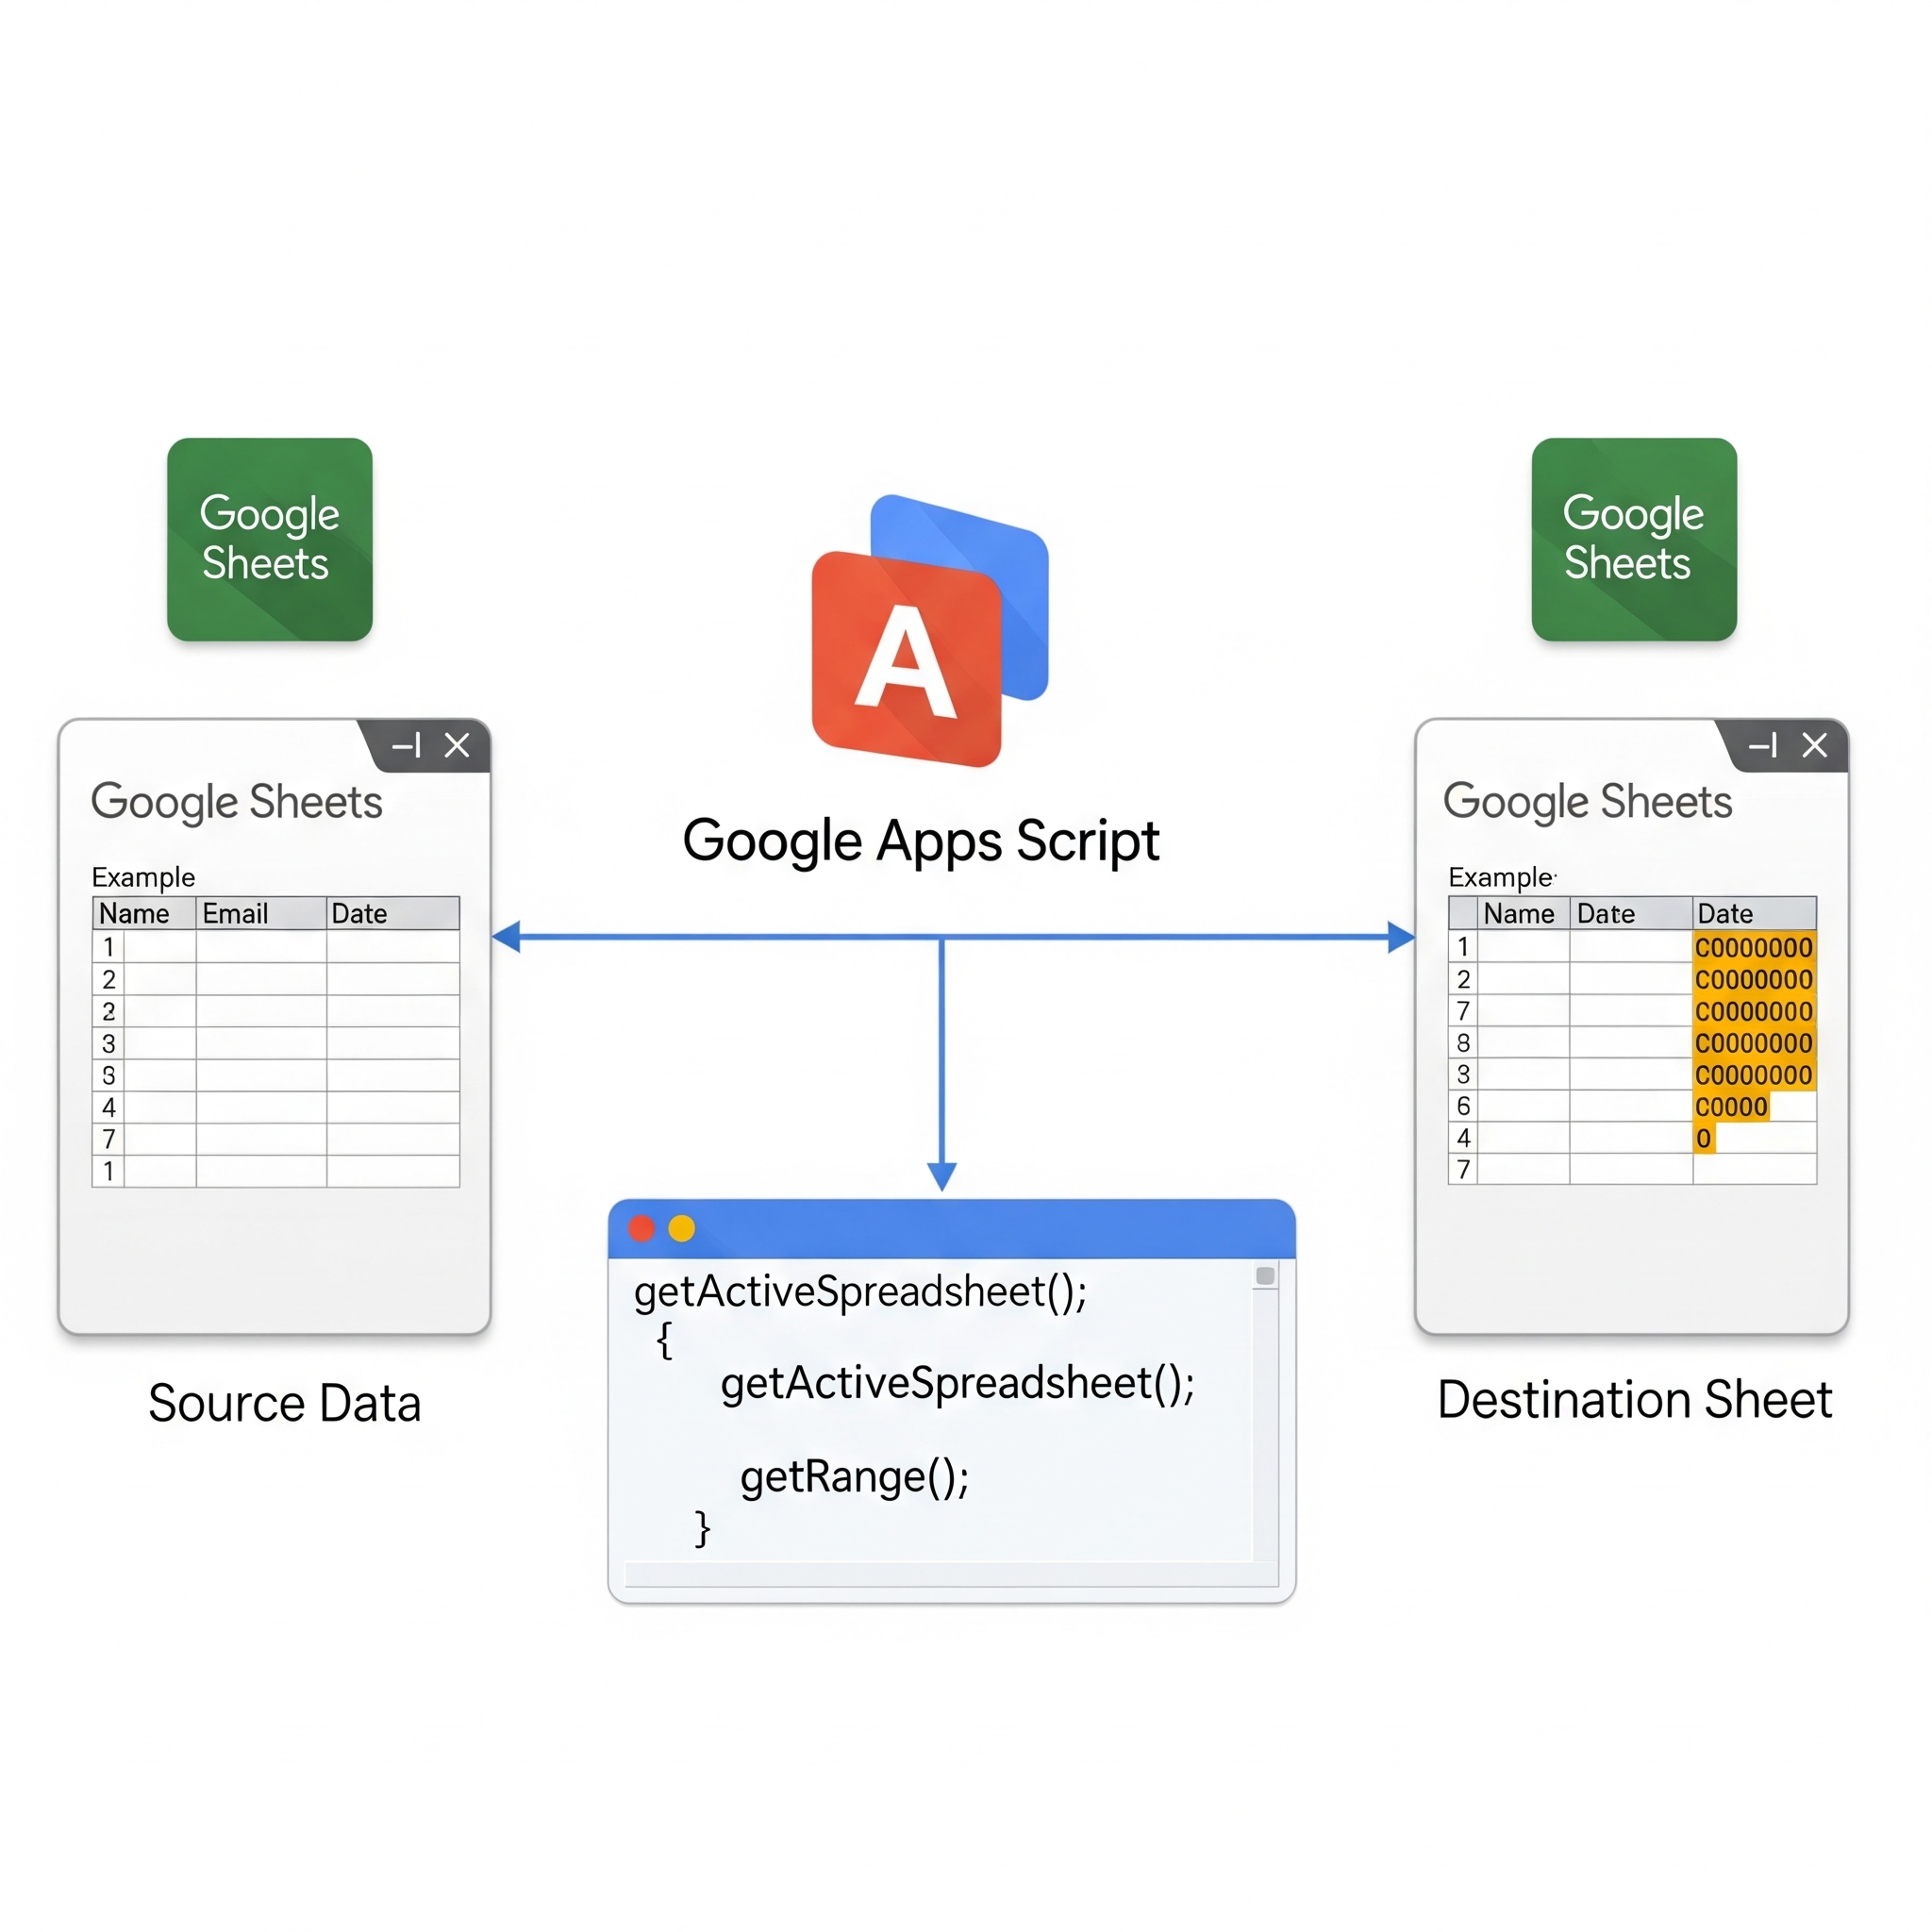 Google
Sheets
Google
Sheets
A
Google Apps Script
Google Sheets
Example
Name Email Date
1
2
2
3
3
4
7
1
Source Data
Google Sheets
Example
Name Date Date
1 C0000000
2 C0000000
7 C0000000
8 C0000000
3 C0000000
6 C0000
4 0
7
Destination Sheet
getActiveSpreadsheet();
{
getActiveSpreadsheet();
getRange();
}